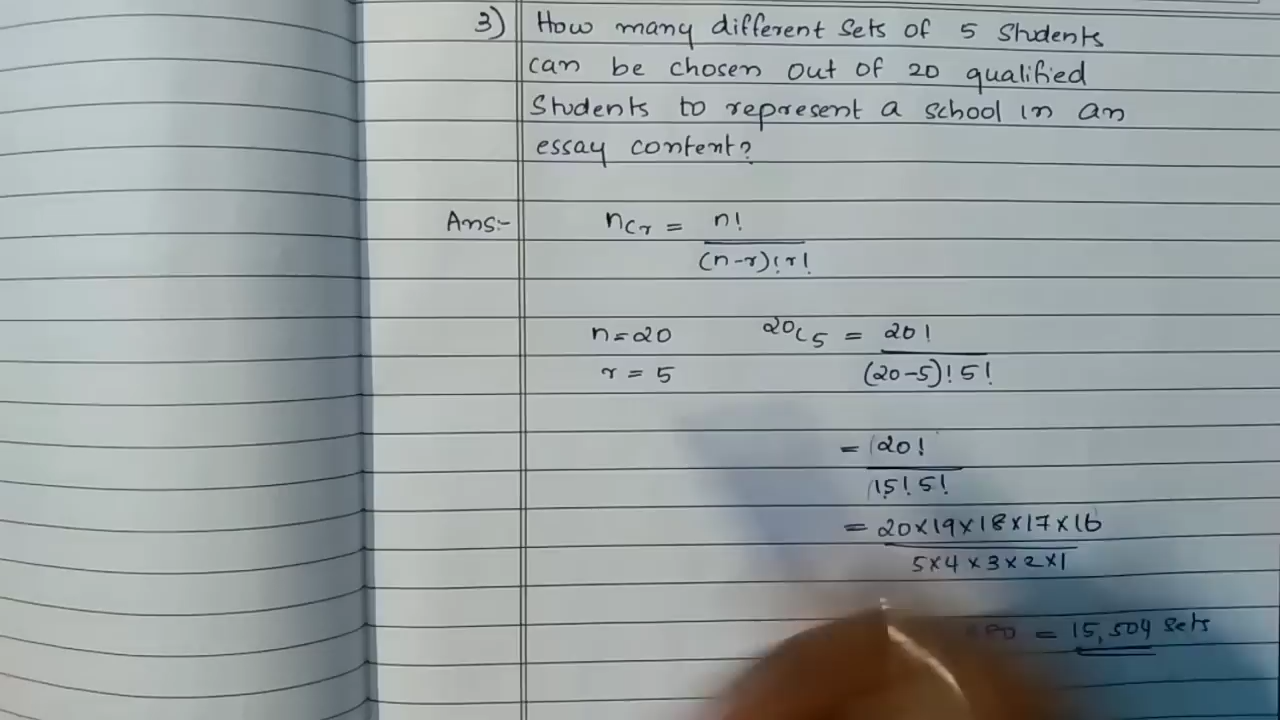 3) How many different Sets of 5 Students
can be chosen out of 20 qualified
Students to represent a school in an
essay content?
Ans:- nCr = n!
(n-r)! r!
n=20 20C5 = 20!
r = 5 (20-5)! 5!
= 20!
15! 5!
= 20×19×18×17×16
5×4×3×2×1
= 15,504 Sets